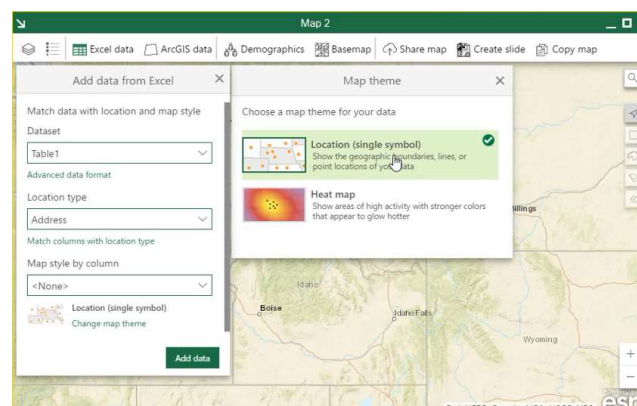 Map 2
Excel data
ArcGIS data
Demographics
Basemap
Share map
Create slide
Copy map
Add data from Excel
Match data with location and map style
Dataset
Table1
Advanced data format
Location type
Address
Match columns with location type
Map style by column
<None>
Location (single symbol)
Change map theme
Add data
Map theme
Choose a map theme for your data
Location (single symbol)
Show the geographic boundaries, lines, or
point locations of your data
Heat map
Show areas of high activity with stronger colors
that appear to glow hotter
illings
Idaho
Boise
Idaho Falls
Wyoming
esri